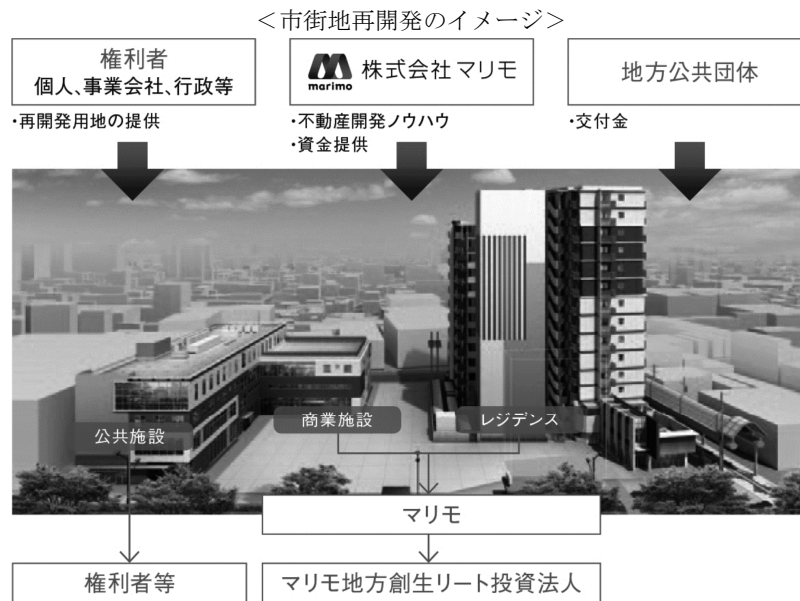 ＜市街地再開発のイメージ＞
権利者
個人、事業会社、行政等
marimo
株式会社 マリモ
地方公共団体
・再開発用地の提供
・不動産開発ノウハウ
・資金提供
・交付金
公共施設
商業施設
レジデンス
マリモ
権利者等
マリモ地方創生リート投資法人